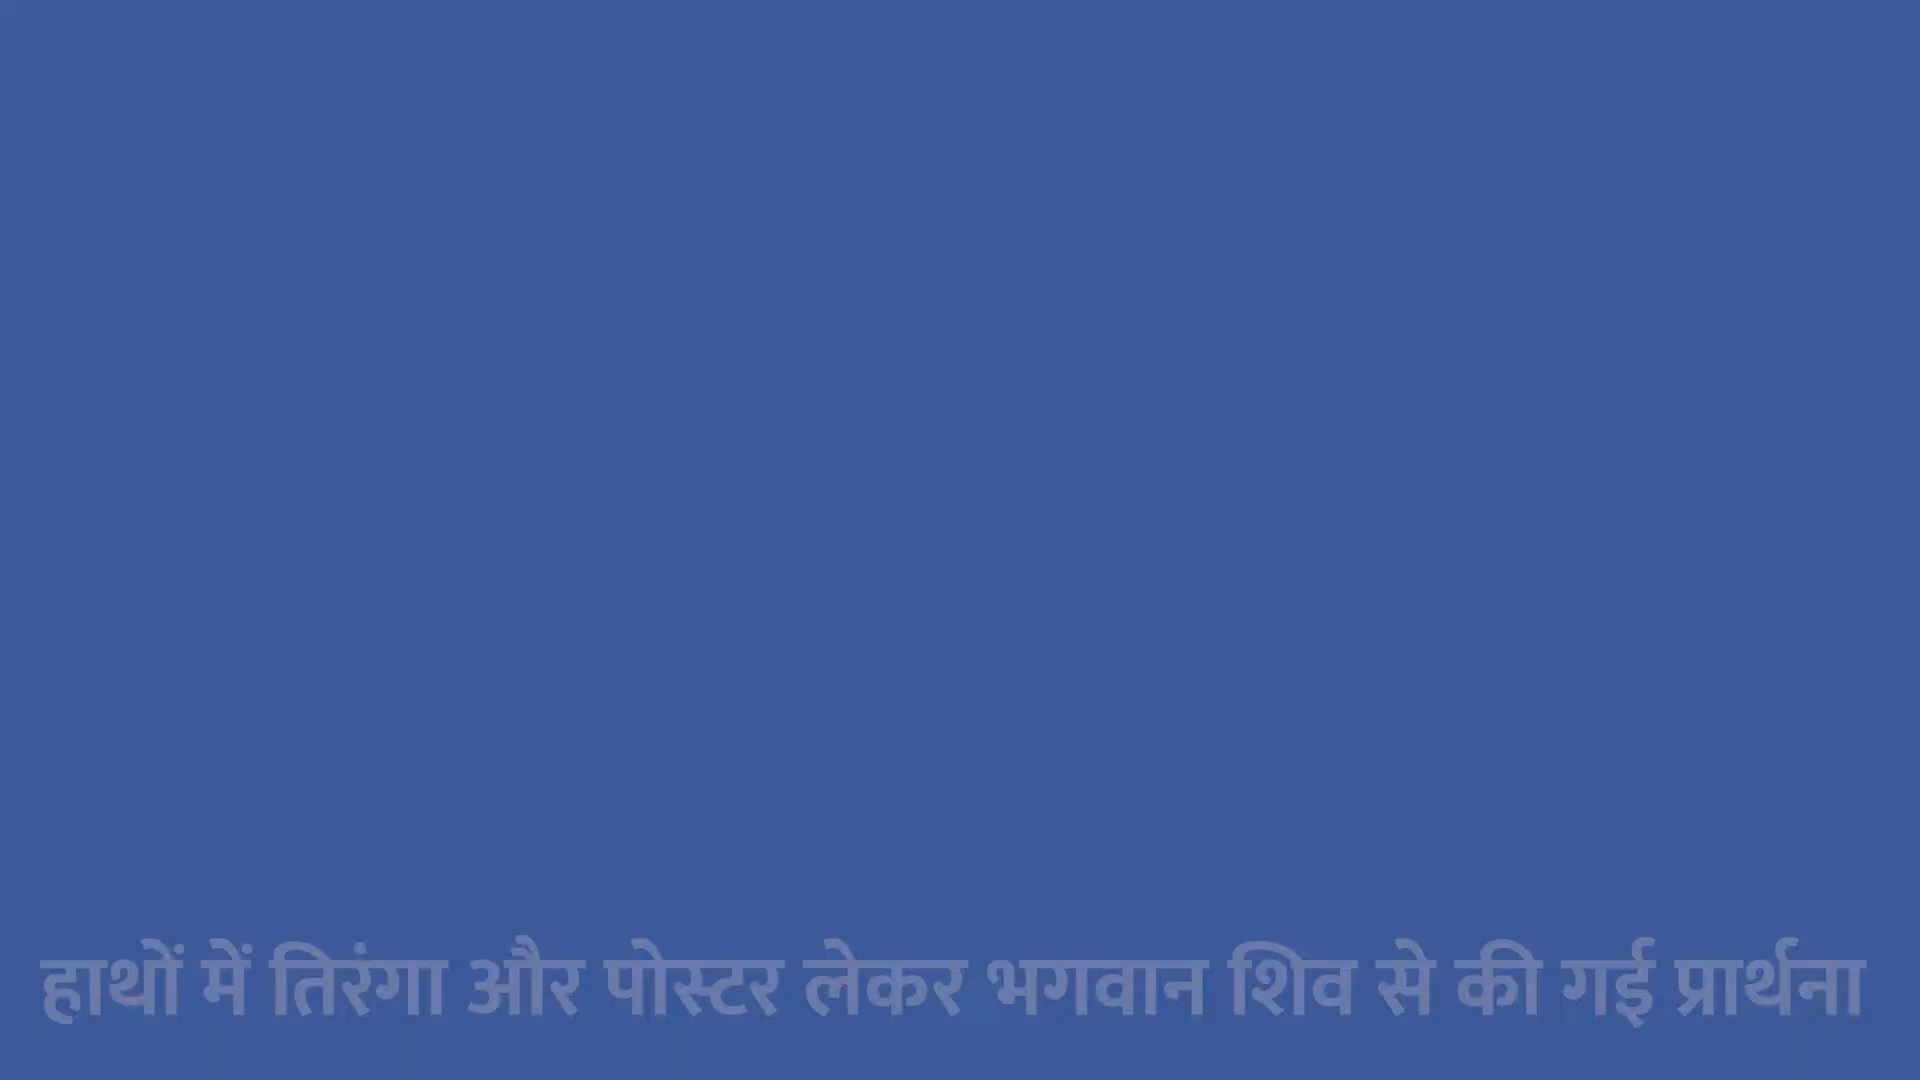 हाथों में तिरंगा और पोस्टर लेकर भगवान शिव से की गई प्रार्थना